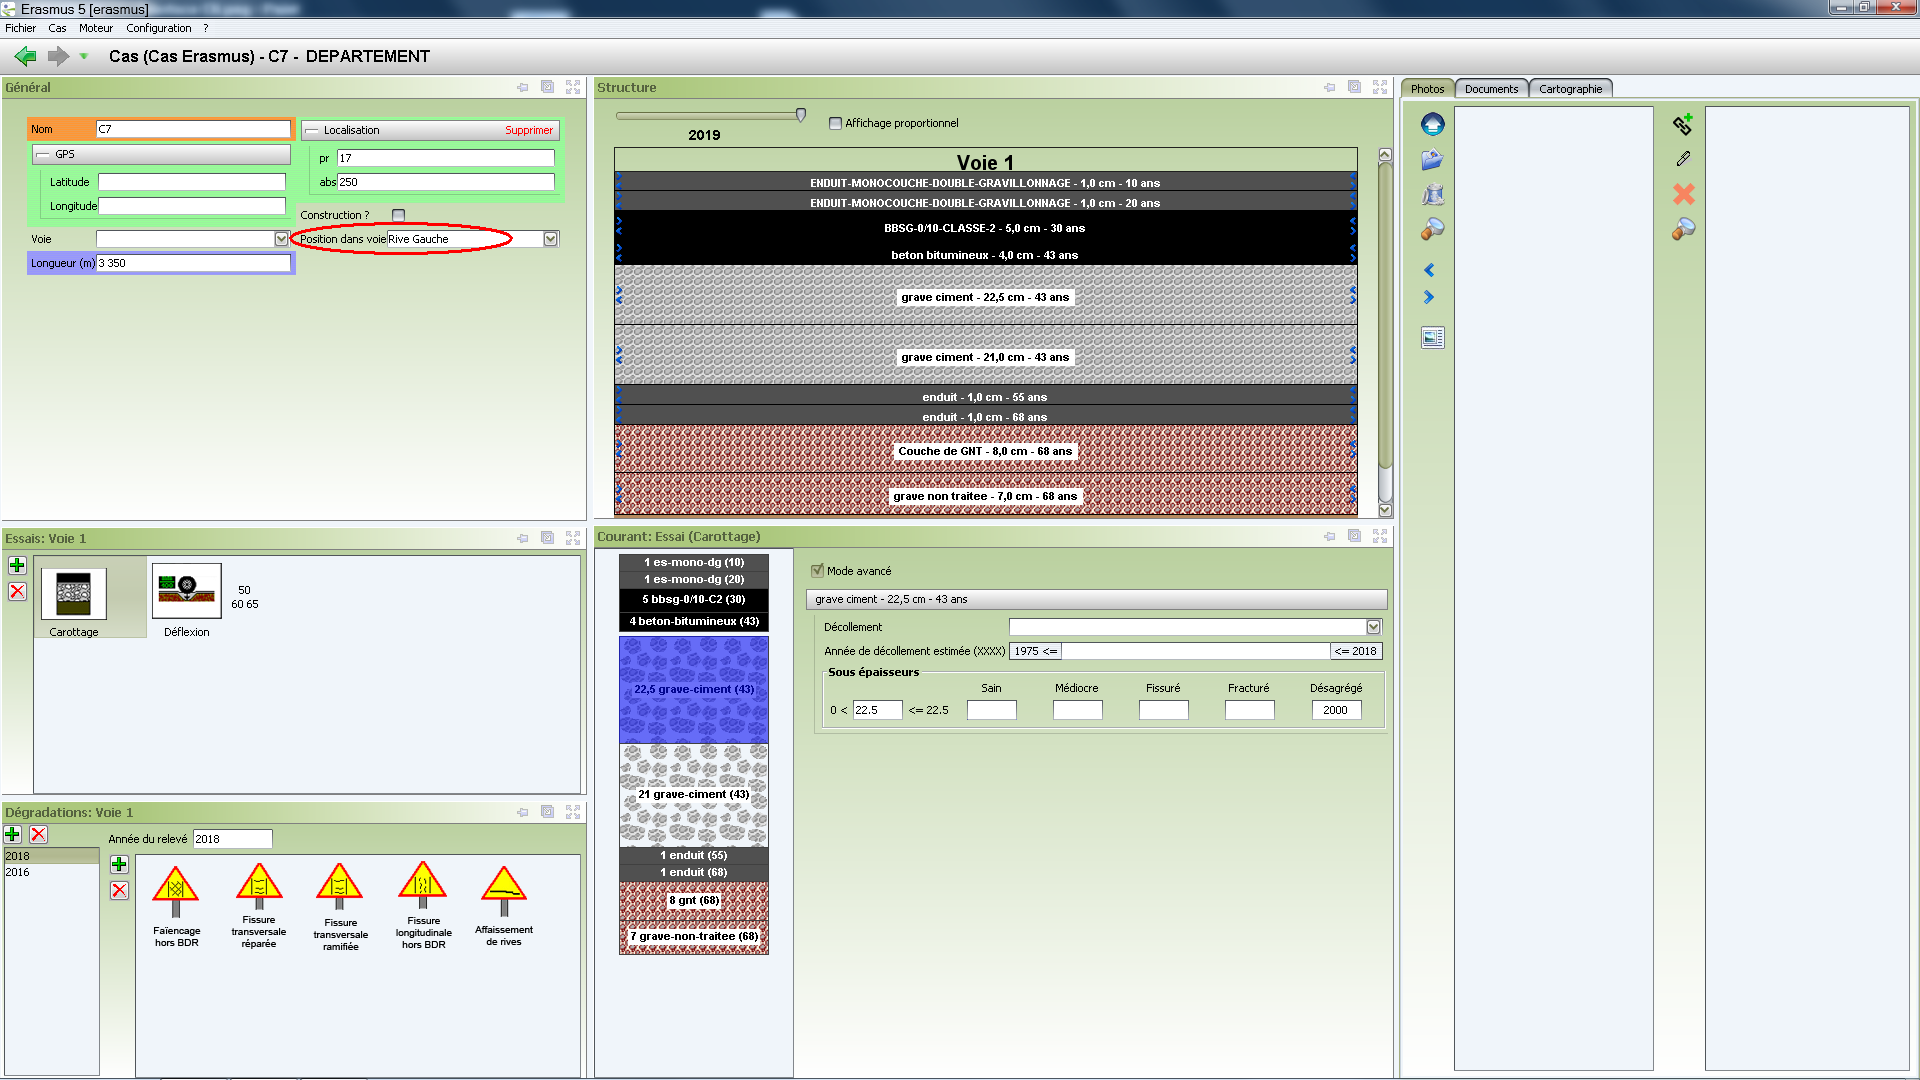 Erasmus 5 [erasmus]
Fichier Cas Moteur Configuration ?
Cas (Cas Erasmus) - C7 - DEPARTEMENT
Général
Nom C7
GPS
Latitude
Longitude
Localisation Supprimer
pr 17
abs 250
Construction ?
Voie
Position dans voie Rive Gauche
Longueur (m) 3 350
Structure
2019
Affichage proportionnel
Voie 1
ENDUIT-MONOCOUCHE-DOUBLE-GRAVILLONNAGE - 1,0 cm - 10 ans
ENDUIT-MONOCOUCHE-DOUBLE-GRAVILLONNAGE - 1,0 cm - 20 ans
BBSG-0/10-CLASSE-2 - 5,0 cm - 30 ans
beton bitumineux - 4,0 cm - 43 ans
grave ciment - 22,5 cm - 43 ans
grave ciment - 21,0 cm - 43 ans
enduit - 1,0 cm - 55 ans
enduit - 1,0 cm - 68 ans
Couche de GNT - 8,0 cm - 68 ans
grave non traitee - 7,0 cm - 68 ans
Photos Documents Cartographie
Essais: Voie 1
Carottage
Déflexion
50
60 65
Dégradations: Voie 1
Année du relevé 2018
2018
2016
Faïencage
hors BDR
Fissure
transversale
réparée
Fissure
transversale
ramifiée
Fissure
longitudinale
hors BDR
Affaissement
de rives
Courant: Essai (Carottage)
1 es-mono-dg (10)
1 es-mono-dg (20)
5 bbsg-0/10-C2 (30)
4 beton-bitumineux (43)
22,5 grave-ciment (43)
21 grave-ciment (43)
1 enduit (55)
1 enduit (68)
8 gnt (68)
7 grave-non-traitee (68)
Mode avancé
grave ciment - 22,5 cm - 43 ans
Décollement
Année de décollement estimée (XXXX) 1975 <= <= 2018
Sous épaisseurs
Sain Médiocre Fissuré Fracturé Désagrégé
0 < 22.5 <= 22.5 2000